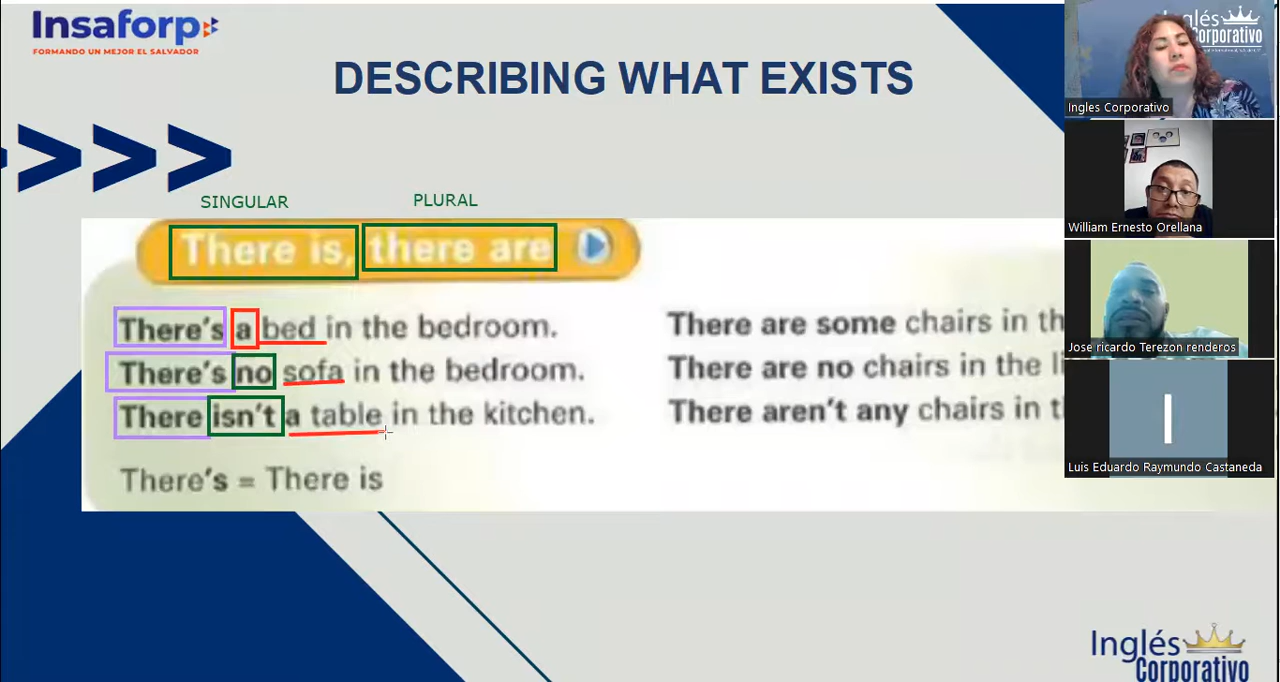 Insaforp
FORMANDO UN MEJOR EL SALVADOR
DESCRIBING WHAT EXISTS
SINGULAR
PLURAL
There is, there are
There's a bed in the bedroom.
There's no sofa in the bedroom.
There isn't a table in the kitchen.
There's = There is
There are some chairs in th
There are no chairs in the li
There aren't any chairs in t
Inglés
Corporativo
Ingles Corporativo
William Ernesto Orellana
Jose ricardo Terezon renderos
I
Luis Eduardo Raymundo Castaneda
Inglés
Corporativo